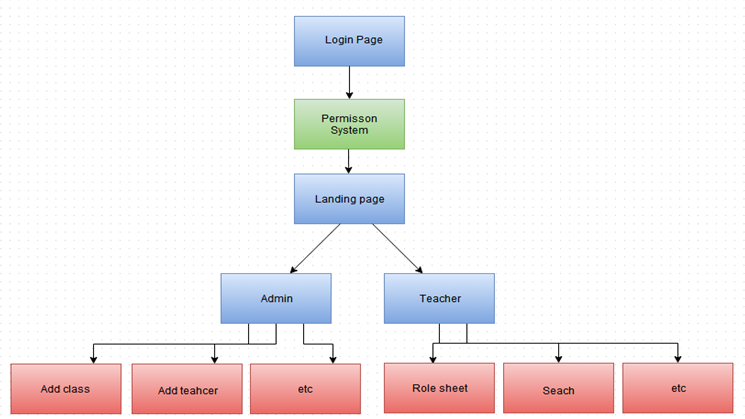 Login Page
Permisson
System
Landing page
Admin
Teacher
Add class
Add teahcer
etc
Role sheet
Seach
etc